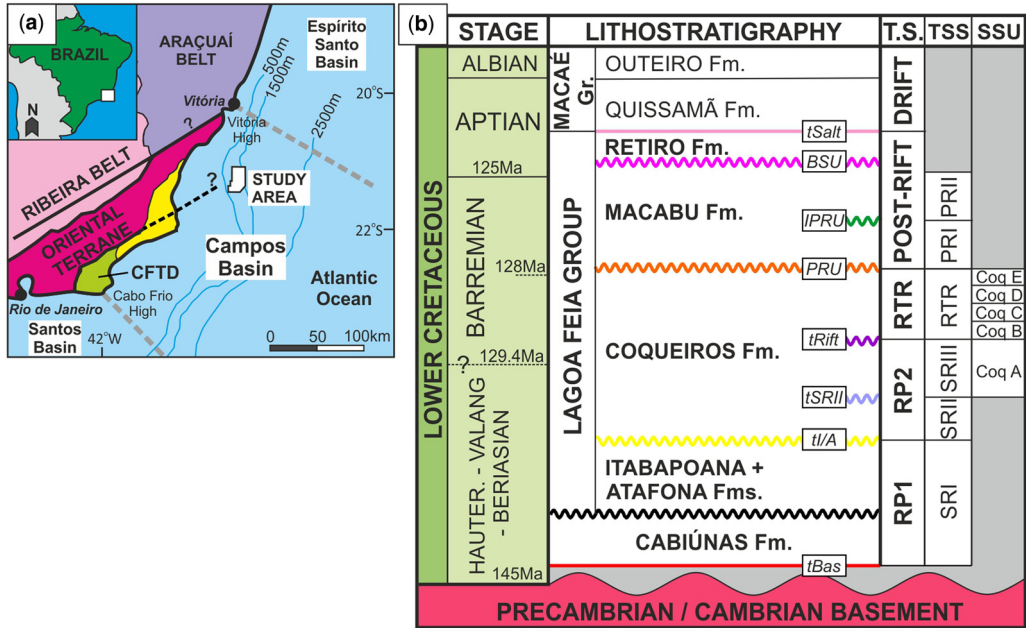 (a)
BRAZIL
N
ARAÇUAÍ
BELT
Espírito
Santo
Basin
500m
1500m
2500m
20°S
Vitória
Vitória
High
?
RIBEIRA BELT
?
STUDY
AREA
ORIENTAL
TERRANE
22°S
Campos
Basin
CFTD
Atlantic
Ocean
Cabo Frio
High
Rio de Janeiro
Santos
Basin
42°W
0 50 100km
(b)
STAGE
LITHOSTRATIGRAPHY
T.S.
TSS
SSU
LOWER CRETACEOUS
ALBIAN
APTIAN
125Ma
BARREMIAN
128Ma
129.4Ma
?
HAUTER. - VALANG
- BERIASIAN
145Ma
MACAÉ
Gr.
LAGOA FEIA GROUP
OUTEIRO Fm.
QUISSAMÃ Fm.
tSalt
RETIRO Fm.
BSU
MACABU Fm.
IPRU
PRU
COQUEIROS Fm.
tRift
tSRII
tI/A
ITABAPOANA +
ATAFONA Fms.
CABIÚNAS Fm.
tBas
DRIFT
POST-RIFT
RTR
RP2
RP1
PRII
PRI
RTR
SRIII
SRII
SRI
Coq E
Coq D
Coq C
Coq B
Coq A
PRECAMBRIAN / CAMBRIAN BASEMENT